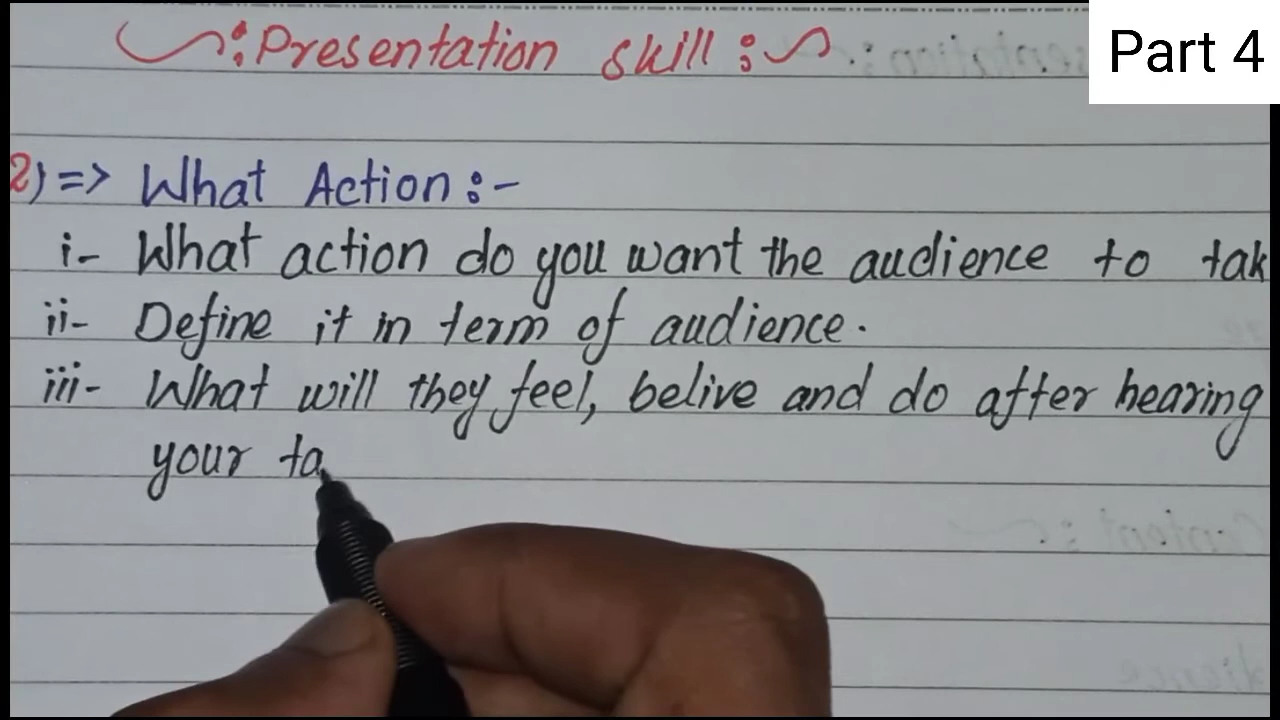 Part 4
~:Presentation skill:~
2) => What Action:-
i- What action do you want the audience to tak
ii- Define it in term of audience.
iii- What will they feel, belive and do after hearing
your ta